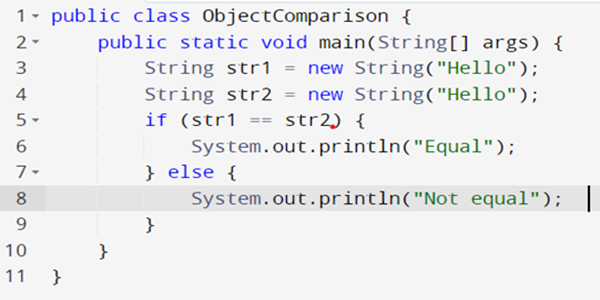 1 public class ObjectComparison {
2 public static void main(String[] args) {
3 String str1 = new String("Hello");
4 String str2 = new String("Hello");
5 if (str1 == str2) {
6 System.out.println("Equal");
7 } else {
8 System.out.println("Not equal");
9 }
10 }
11 }